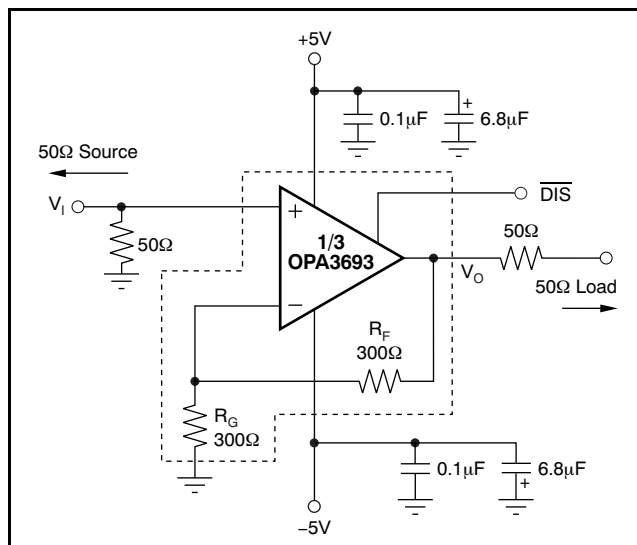 +5V
+
0.1μF
6.8μF
50Ω Source
V_I
DIS
+
50Ω
1/3
OPA3693
50Ω
V_O
−
50Ω Load
R_F
300Ω
R_G
300Ω
0.1μF
6.8μF
+
−5V